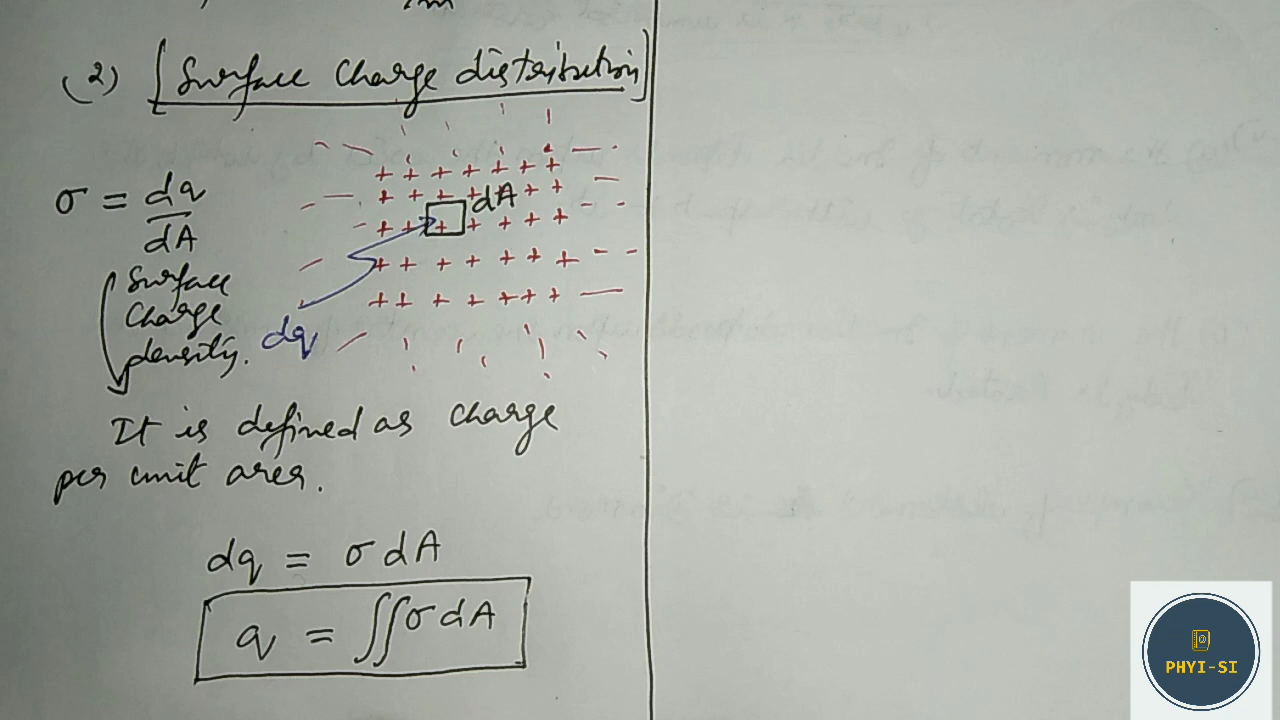 (2) [Surface Charge distribution]
dA
σ = dq/dA
Surface
Charge
density.
dq
It is defined as charge
per unit area.
dq = σ dA
q = ∬ σ dA
PHYI-SI